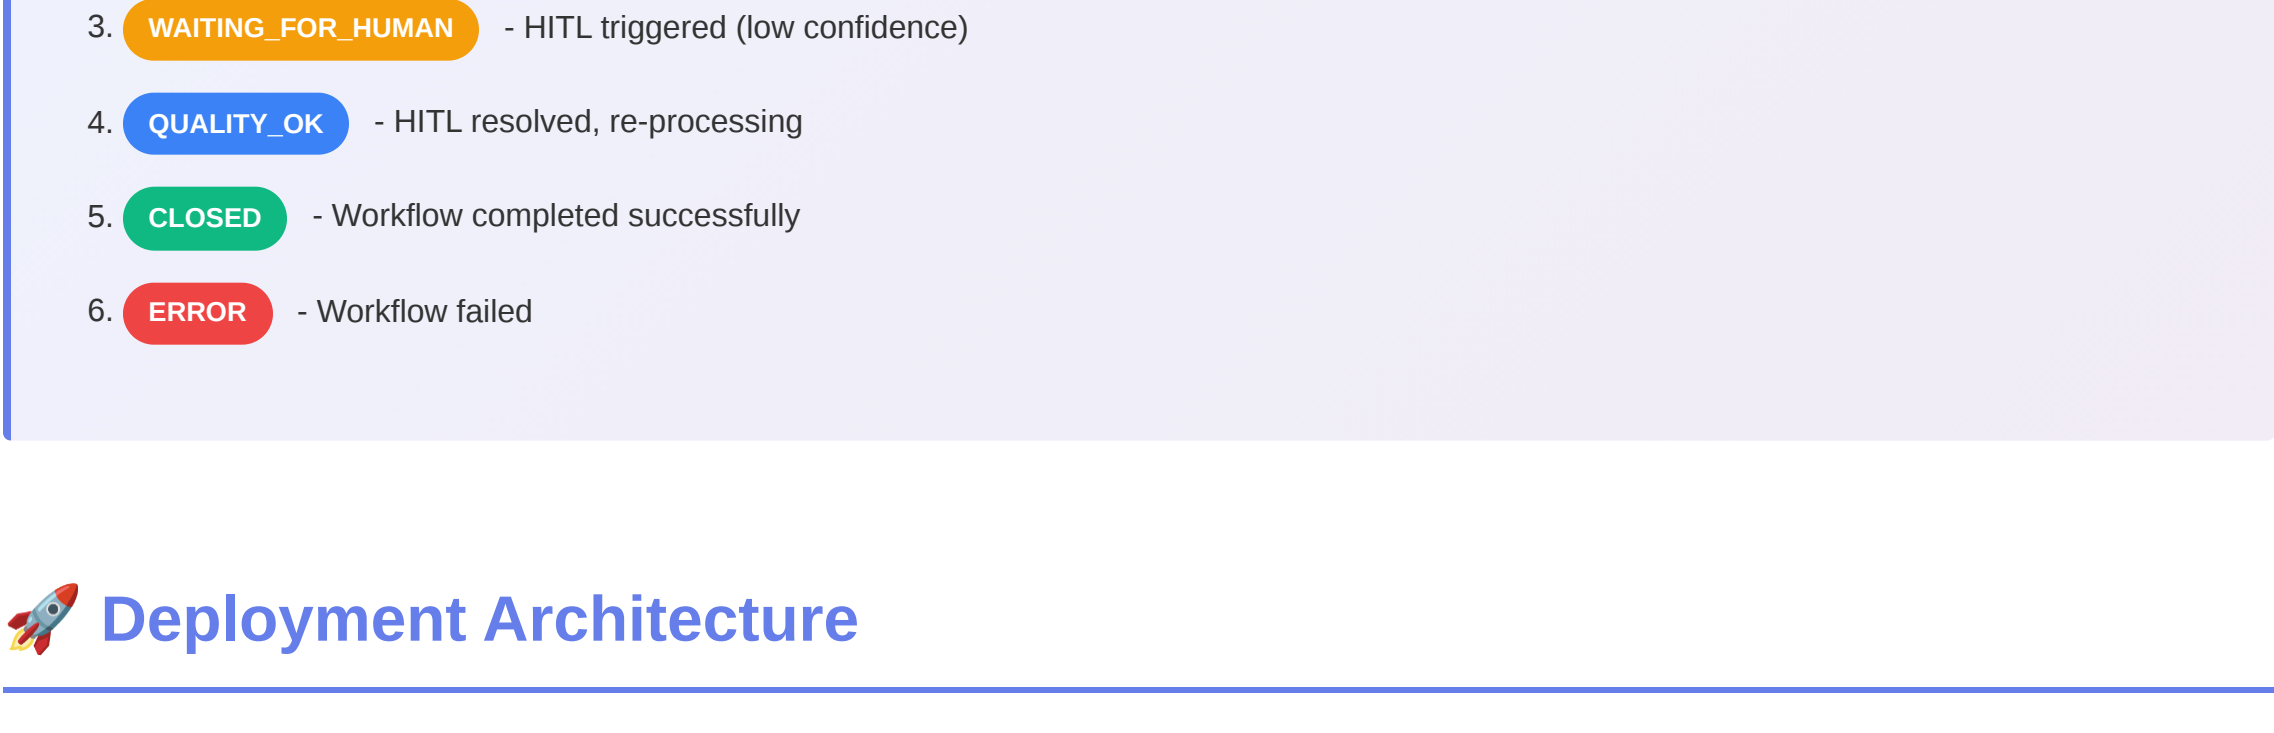 3. WAITING_FOR_HUMAN - HITL triggered (low confidence)
4. QUALITY_OK - HITL resolved, re-processing
5. CLOSED - Workflow completed successfully
6. ERROR - Workflow failed
🚀 Deployment Architecture